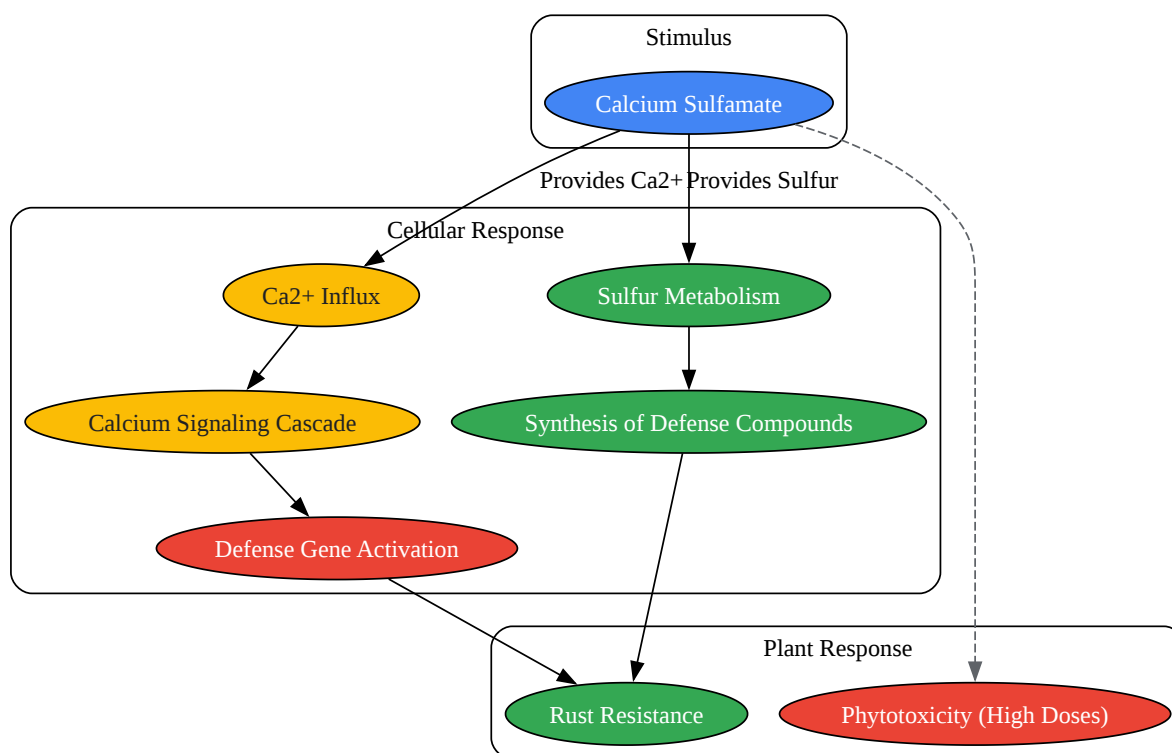 Stimulus
Calcium Sulfamate
Provides Ca2+
Provides Sulfur
Cellular Response
Ca2+ Influx
Sulfur Metabolism
Calcium Signaling Cascade
Synthesis of Defense Compounds
Defense Gene Activation
Plant Response
Rust Resistance
Phytotoxicity (High Doses)